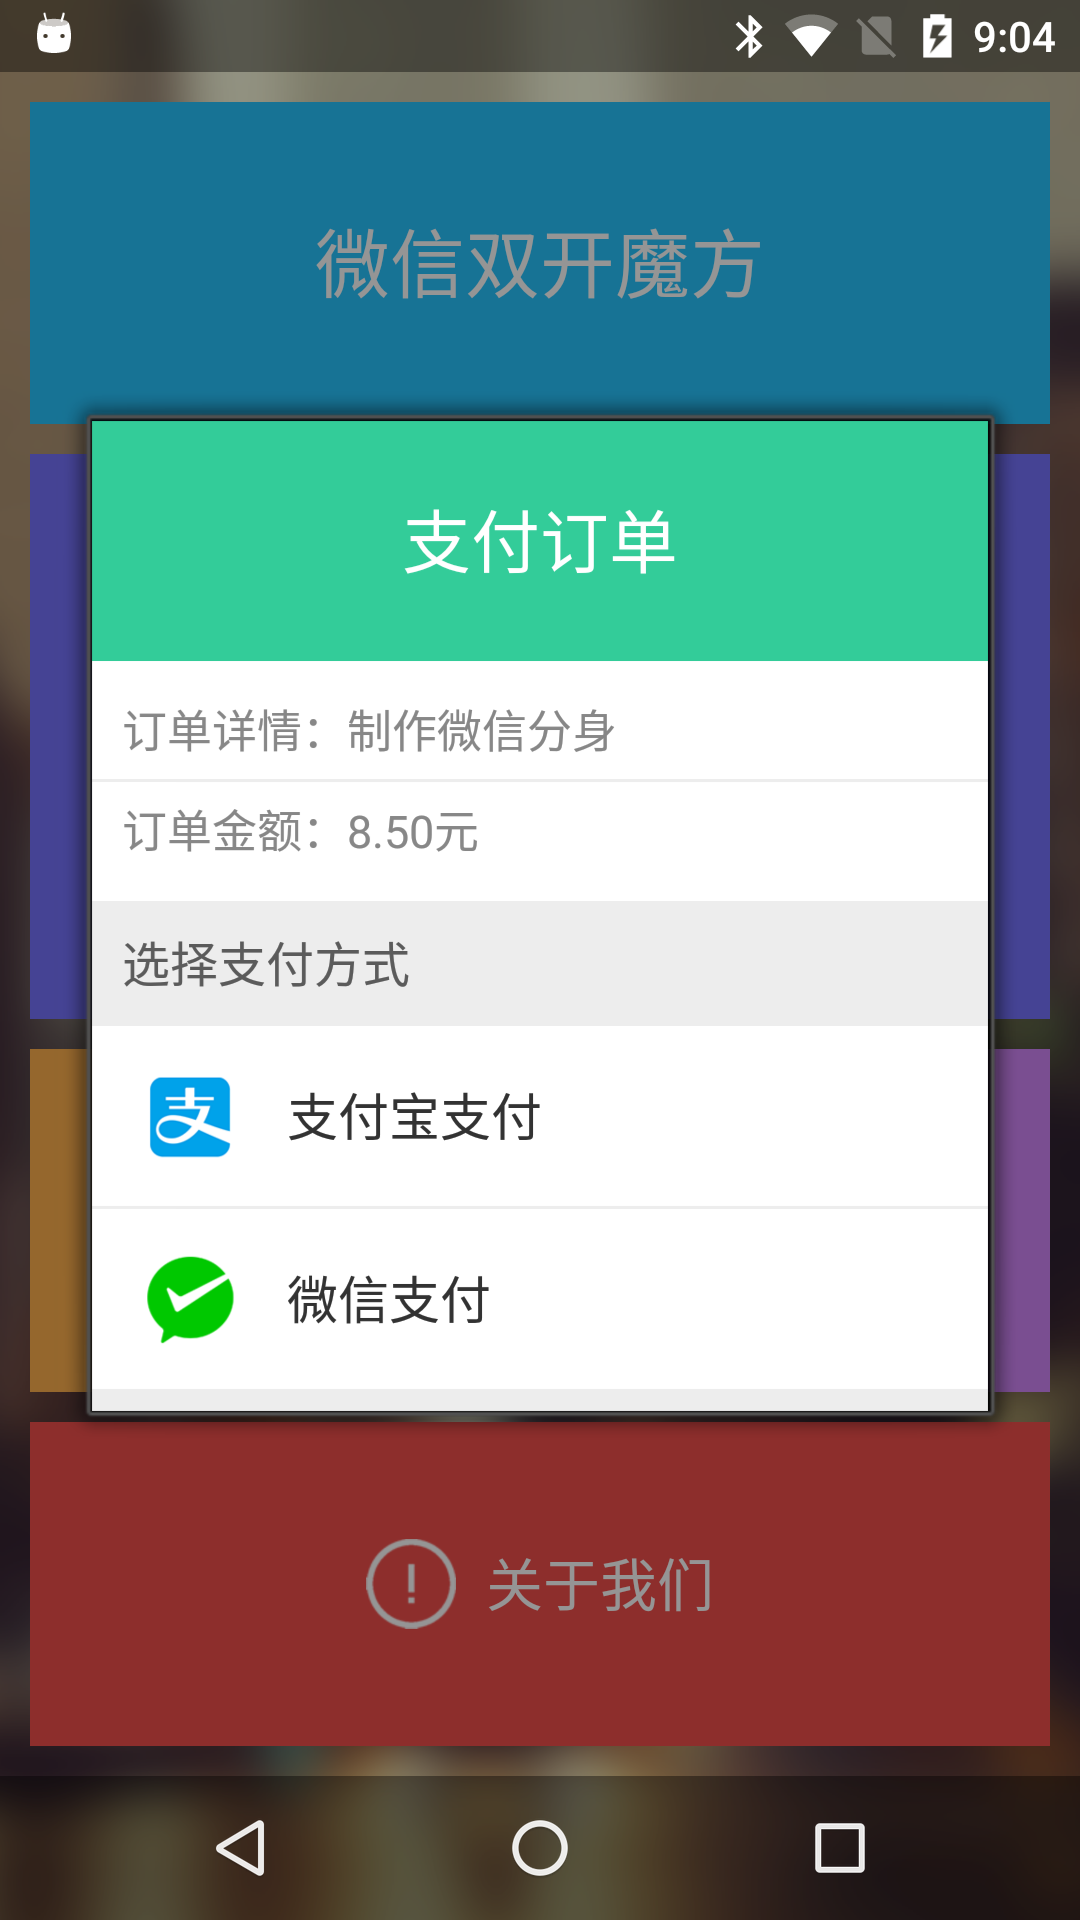 9:04
微信双开魔方
支付订单
订单详情：制作微信分身
订单金额：8.50元
选择支付方式
支付宝支付
微信支付
关于我们